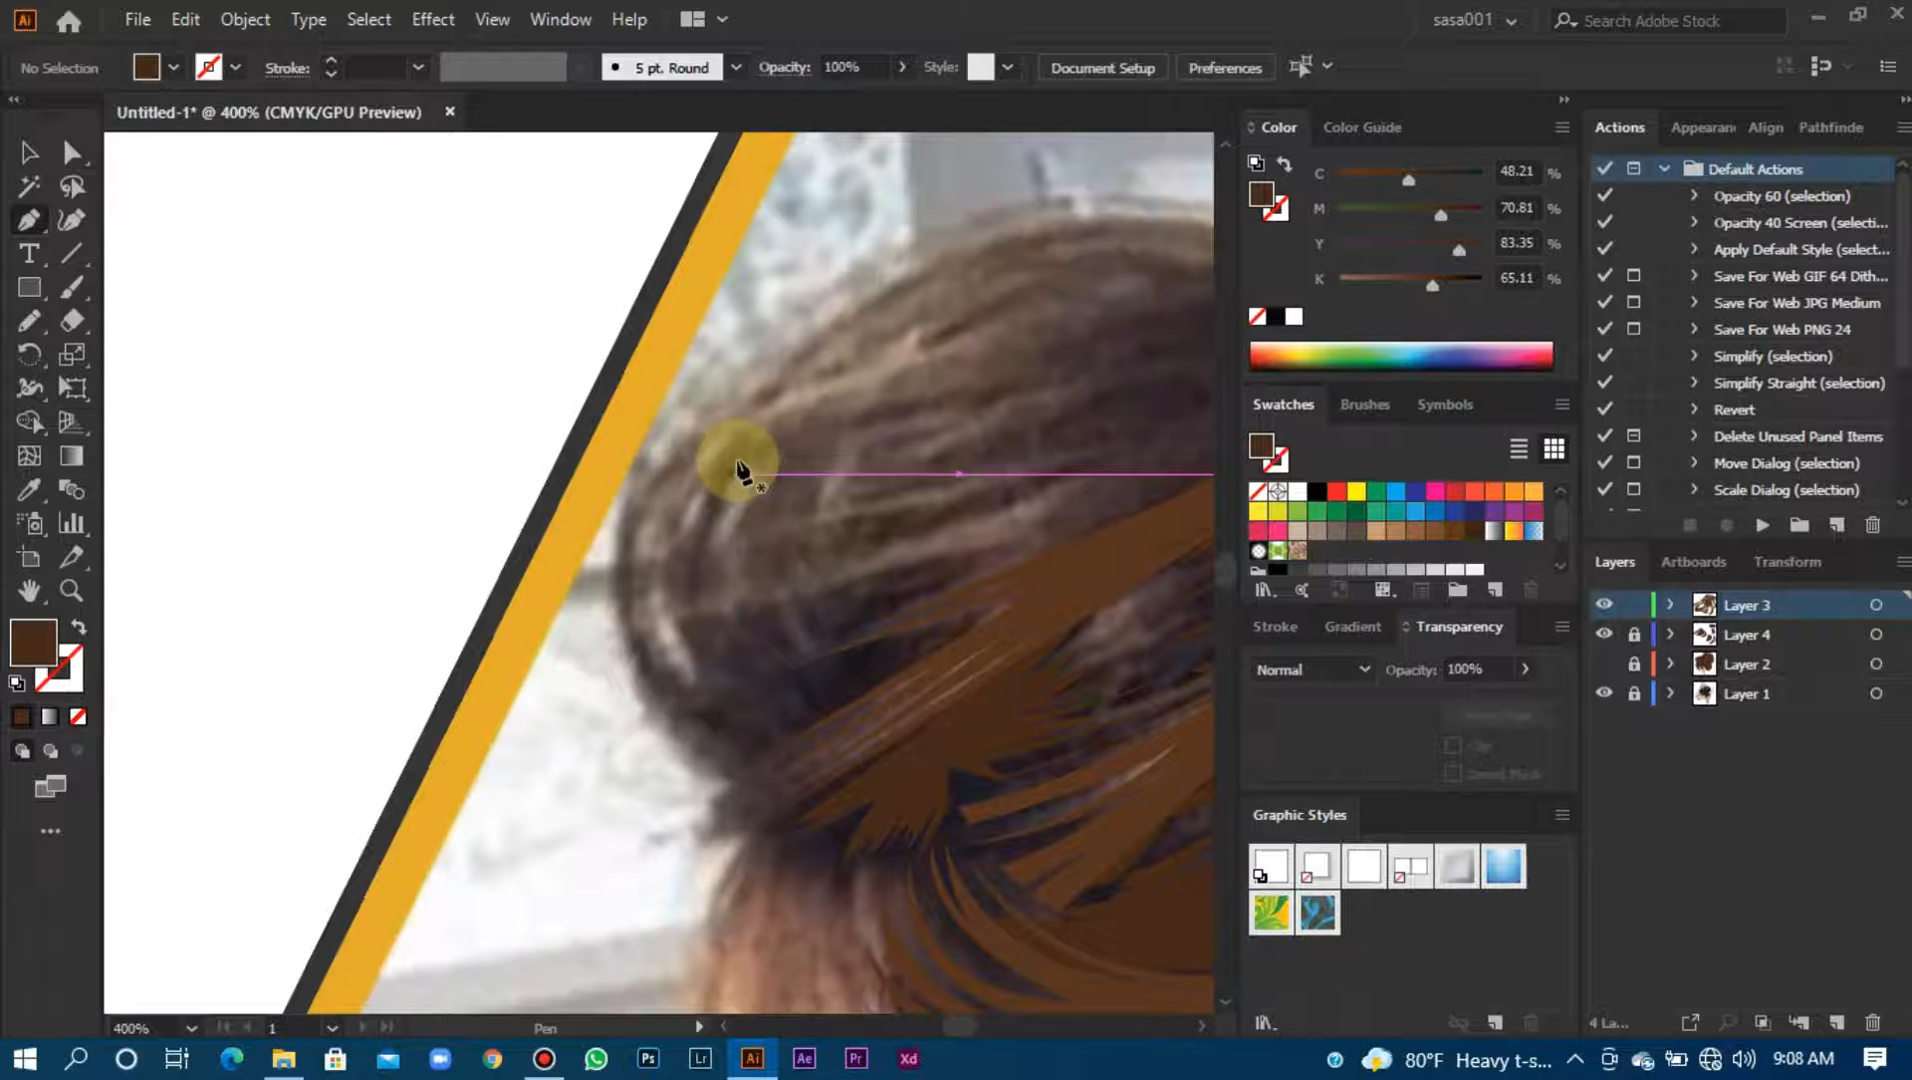 File Edit Object Type Select Effect View Window Help
sasa001
Search Adobe Stock
No Selection
Stroke:
5 pt. Round
Opacity: 100%
Style:
Document Setup
Preferences
Untitled-1* @ 400% (CMYK/GPU Preview)
Color Color Guide
C 48.21 %
M 70.81 %
Y 83.35 %
K 65.11 %
Swatches Brushes Symbols
Stroke Gradient Transparency
Normal Opacity: 100%
Graphic Styles
Actions Appearanc Align Pathfinde
Default Actions
Opacity 60 (selection)
Opacity 40 Screen (selecti...
Apply Default Style (select...
Save For Web GIF 64 Dith...
Save For Web JPG Medium
Save For Web PNG 24
Simplify (selection)
Simplify Straight (selection)
Revert
Delete Unused Panel Items
Move Dialog (selection)
Scale Dialog (selection)
Layers Artboards Transform
Layer 3
Layer 4
Layer 2
Layer 1
4 La...
400% 1 Pen
Ps Lr Ai Ae Pr Xd
80°F Heavy t-s...
9:08 AM